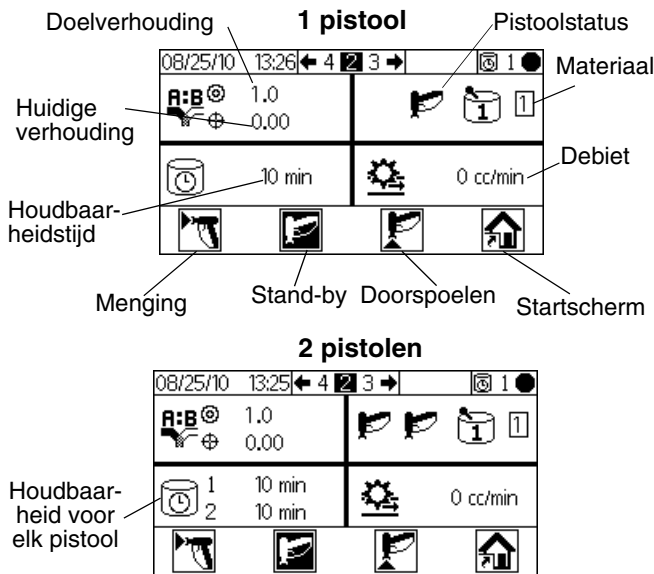 Doelverhouding
1 pistool
Pistoolstatus
08/25/10 13:26 ← 4 2 3 → 1
Materiaal
A:B 1.0
1 1
Huidige
verhouding
0.00
Debiet
10 min
0 cc/min
Houdbaar-
heidstijd
Menging
Stand-by
Doorspoelen
Startscherm
2 pistolen
08/25/10 13:25 ← 4 2 3 → 1
A:B 1.0
1 1
0.00
Houdbaar-
heid voor
elk pistool
1 10 min
2 10 min
0 cc/min